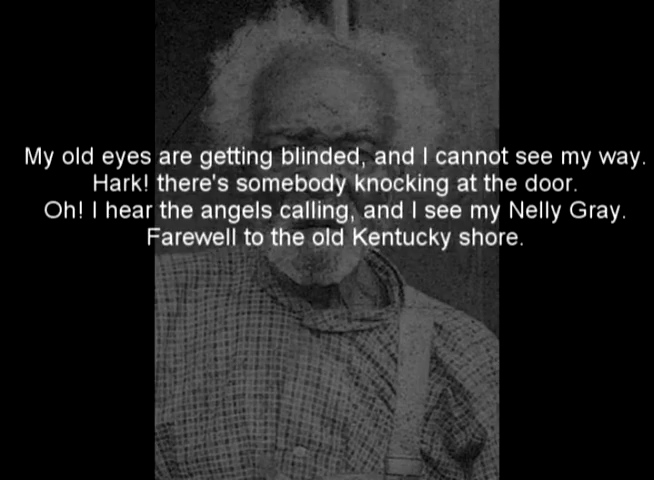 My old eyes are getting blinded, and I cannot see my way.
Hark! there's somebody knocking at the door.
Oh! I hear the angels calling, and I see my Nelly Gray.
Farewell to the old Kentucky shore.